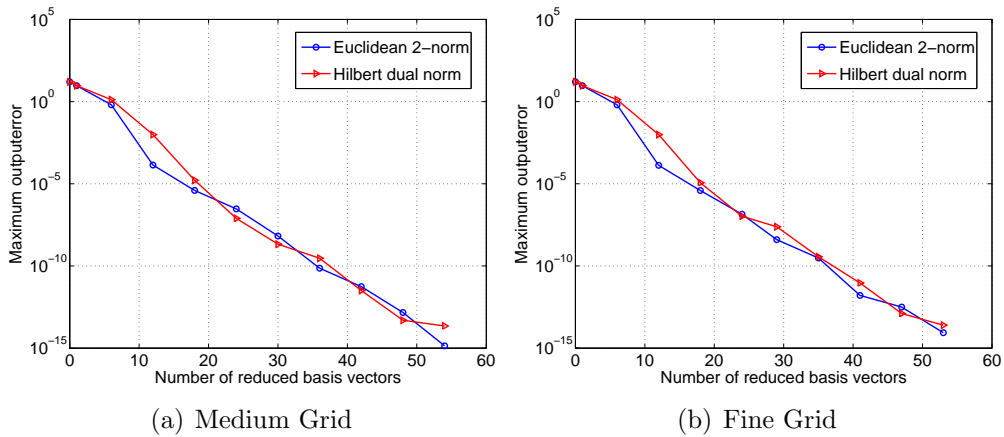 10^5
10^0
10^-5
10^-10
10^-15
Maximum outputerror
Euclidean 2-norm
Hilbert dual norm
0 10 20 30 40 50 60
Number of reduced basis vectors
(a) Medium Grid
10^5
10^0
10^-5
10^-10
10^-15
Maximum outputerror
Euclidean 2-norm
Hilbert dual norm
0 10 20 30 40 50 60
Number of reduced basis vectors
(b) Fine Grid